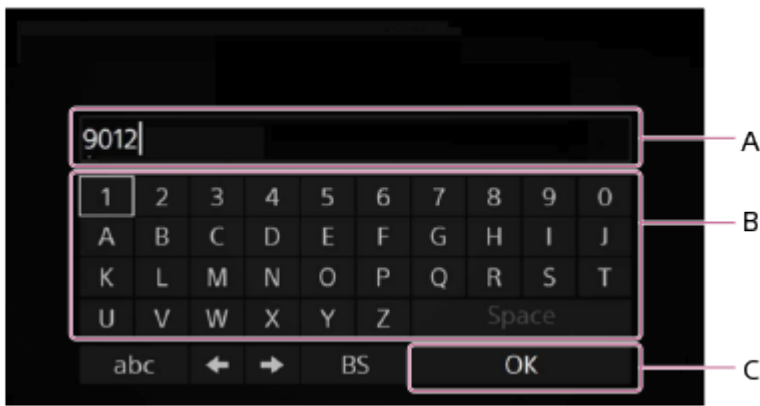 9012
A
1 2 3 4 5 6 7 8 9 0
B
A B C D E F G H I J
K L M N O P Q R S T
U V W X Y Z Space
abc ← → BS OK
C